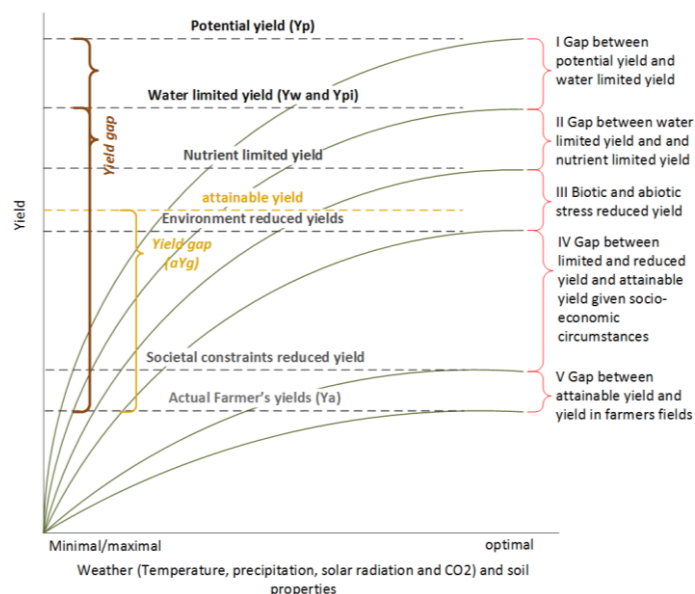 Potential yield (Yp)
Water limited yield (Yw and Ypi)
Nutrient limited yield
attainable yield
Environment reduced yields
Yield gap
Yield gap
(aYg)
Societal constraints reduced yield
Actual Farmer's yields (Ya)
Yield
I Gap between
potential yield and
water limited yield
II Gap between water
limited yield and and
nutrient limited yield
III Biotic and abiotic
stress reduced yield
IV Gap between
limited and reduced
yield and attainable
yield given socio-
economic
circumstances
V Gap between
attainable yield and
yield in farmers fields
Minimal/maximal
optimal
Weather (Temperature, precipitation, solar radiation and CO2) and soil
properties